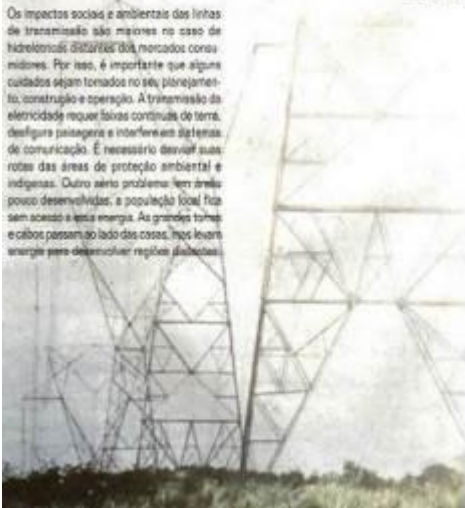 Os impactos sociais e ambientais das linhas
de transmissão são maiores no caso de
hidrelétricas distantes dos mercados consu-
midores. Por isso, é importante que alguns
cuidados sejam tomados no seu planejamen-
to, construção e operação. A transmissão da
eletricidade requer faixas contínuas de terra,
desfigura paisagens e interfere em sistemas
de comunicação. É necessário desviar suas
rotas das áreas de proteção ambiental e
indígenas. Outro sério problema: em áreas
pouco desenvolvidas, a população local fica
sem acesso a essa energia. As grandes torres
e cabos passam ao lado das casas, mas levam
energia para desenvolver regiões distantes.